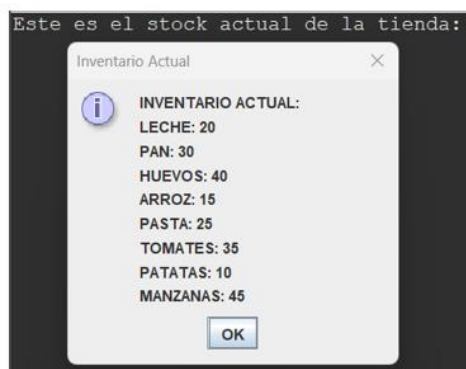 Este es el stock actual de la tienda:
Inventario Actual
INVENTARIO ACTUAL:
LECHE: 20
PAN: 30
HUEVOS: 40
ARROZ: 15
PASTA: 25
TOMATES: 35
PATATAS: 10
MANZANAS: 45
OK